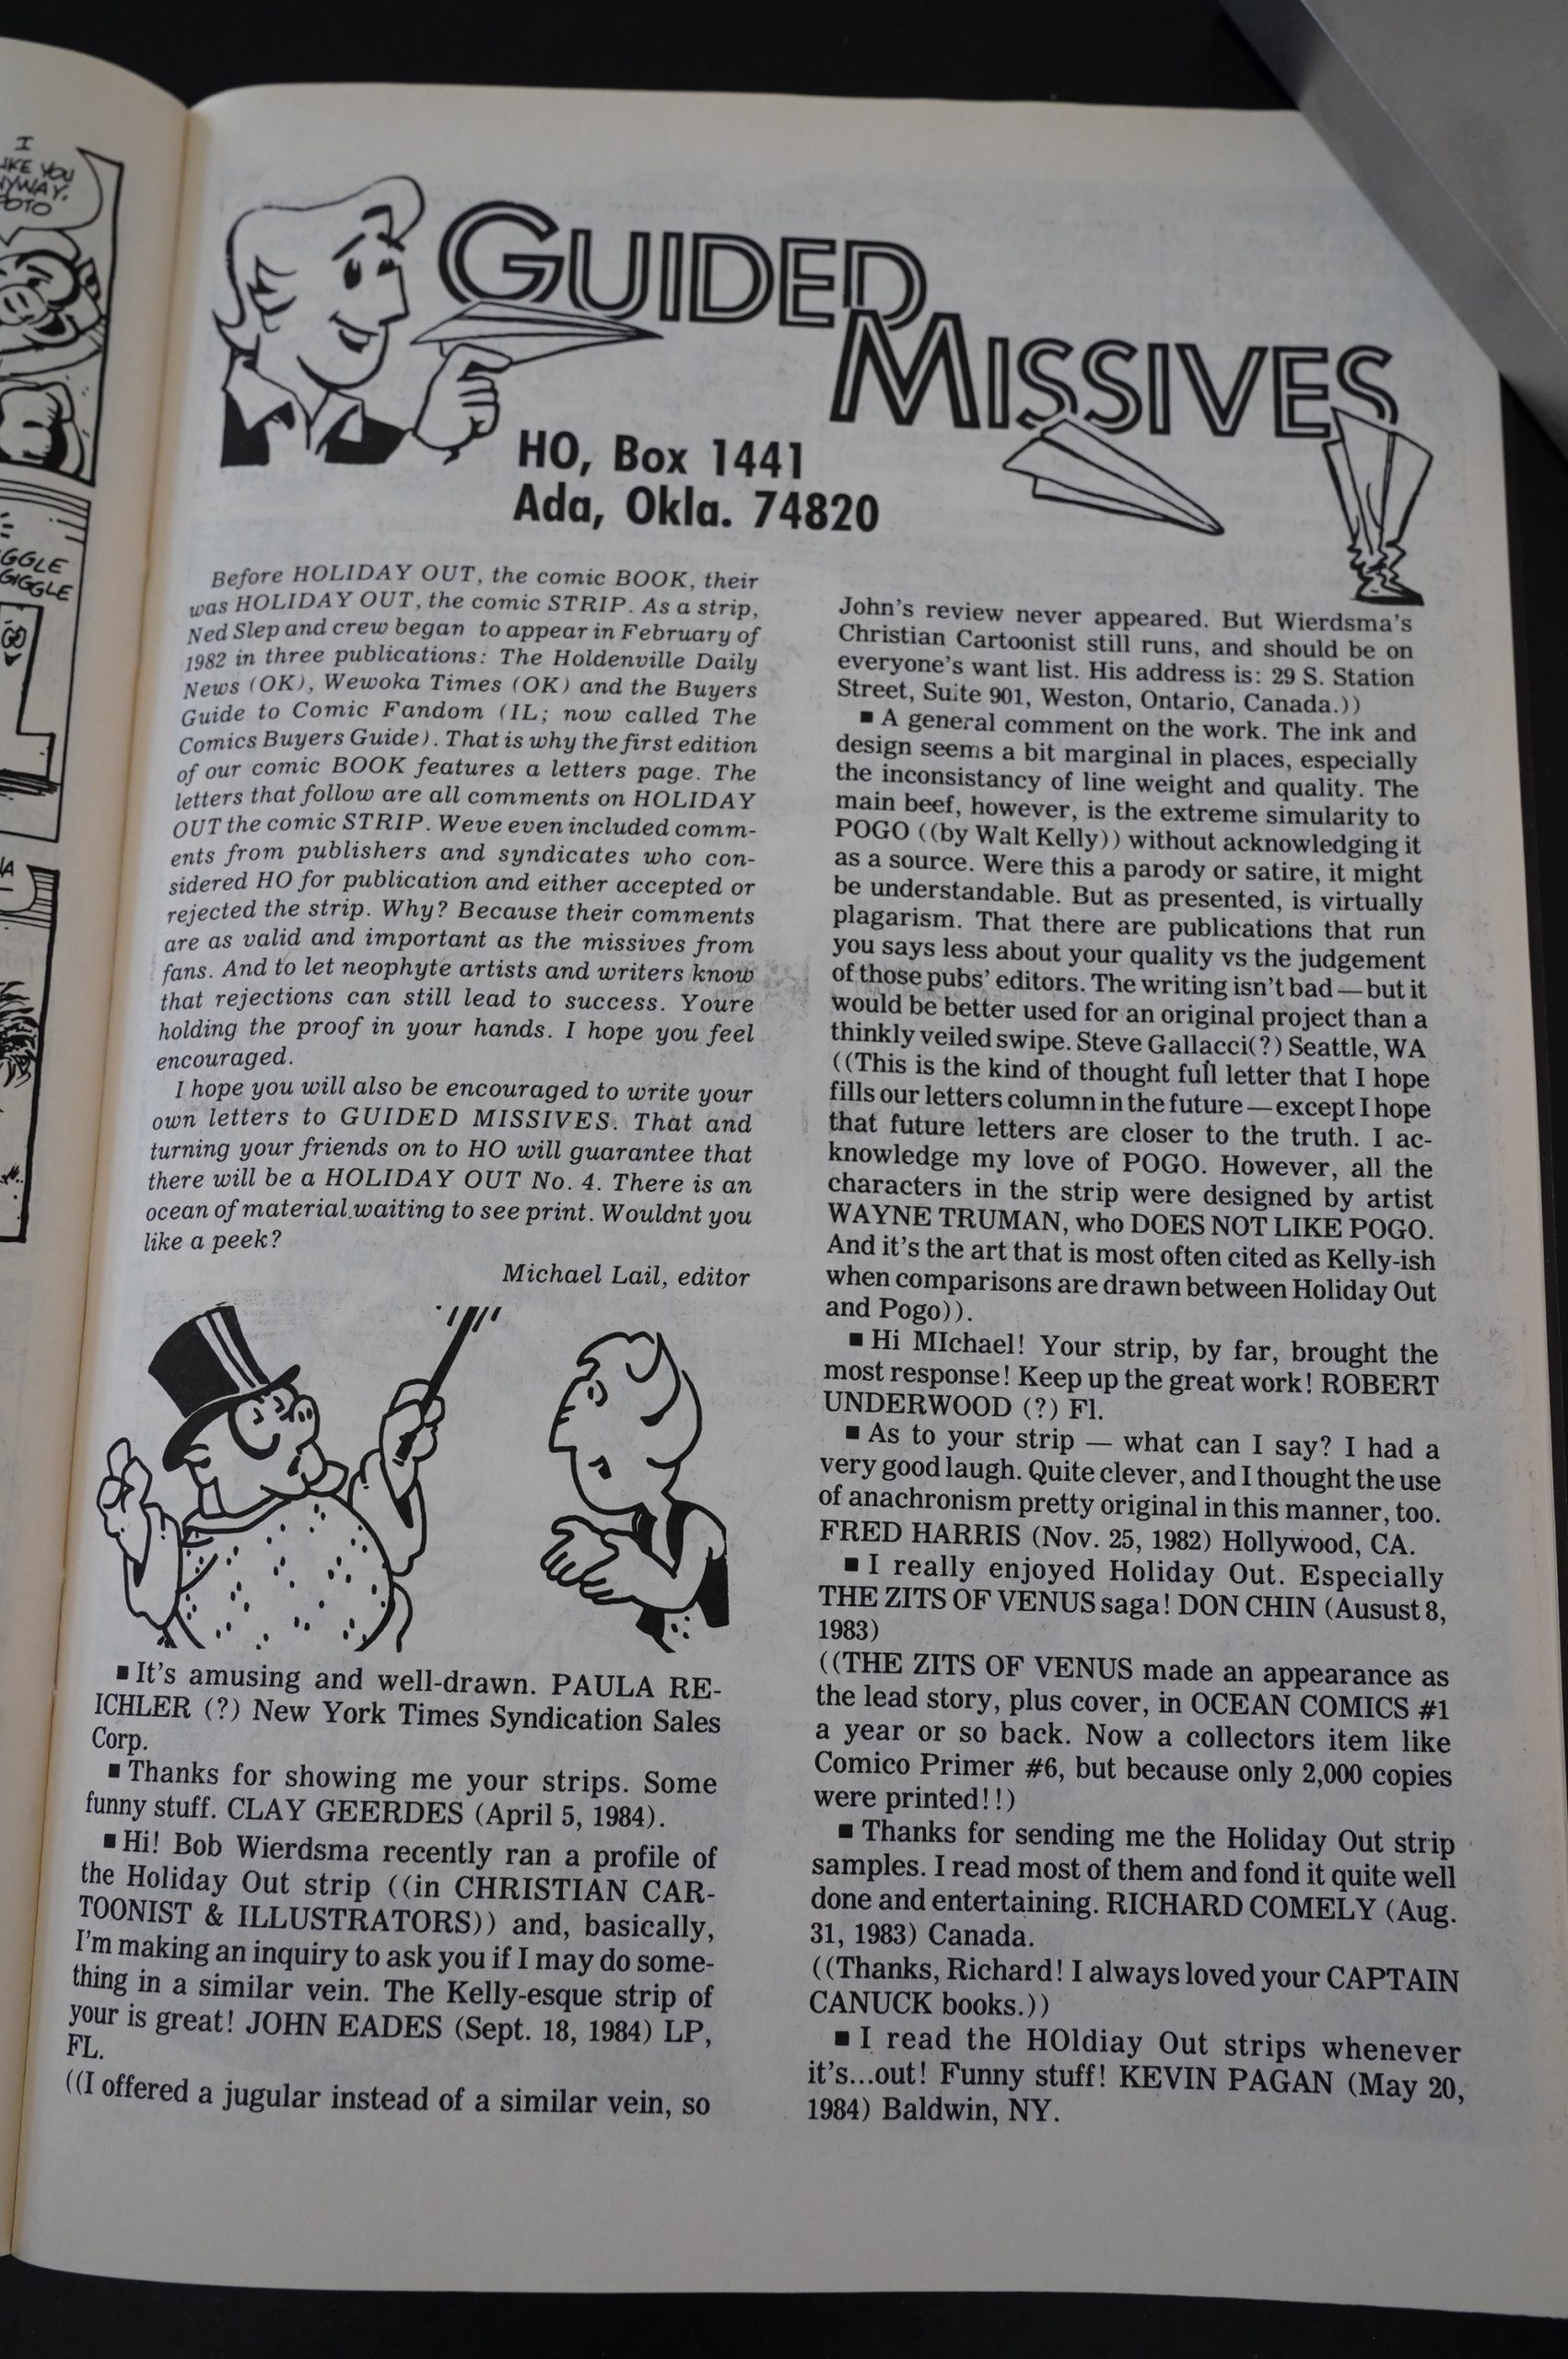 I
LIKE YOU
ANYWAY.
GIGGLE
GUIDED
MISSIVES
HO, Box 1441
Ada, Okla. 74820
Before HOLIDAY OUT, the comic BOOK, their
was HOLIDAY OUT, the comic STRIP. As a strip,
Ned Slep and crew began to appear in February of
1982 in three publications: The Holdenville Daily
News (OK), Wewoka Times (OK) and the Buyers
Guide to Comic Fandom (IL; now called The
Comics Buyers Guide). That is why the first edition
of our comic BOOK features a letters page. The
letters that follow are all comments on HOLIDAY
OUT the comic STRIP. Weve even included comm-
ents from publishers and syndicates who con-
sidered HO for publication and either accepted or
rejected the strip. Why? Because their comments
are as valid and important as the missives from
fans. And to let neophyte artists and writers know
that rejections can still lead to success. Youre
holding the proof in your hands. I hope you feel
encouraged.
I hope you will also be encouraged to write your
own letters to GUIDED MISSIVES. That and
turning your friends on to HO will guarantee that
there will be a HOLIDAY OUT No. 4. There is an
ocean of material waiting to see print. Wouldnt you
like a peek?
Michael Lail, editor
■ It's amusing and well-drawn. PAULA RE-
ICHLER (?) New York Times Syndication Sales
Corp.
■ Thanks for showing me your strips. Some
funny stuff. CLAY GEERDES (April 5, 1984).
■ Hi! Bob Wierdsma recently ran a profile of
the Holiday Out strip ((in CHRISTIAN CAR-
TOONIST & ILLUSTRATORS)) and, basically,
I'm making an inquiry to ask you if I may do some-
thing in a similar vein. The Kelly-esque strip of
your is great! JOHN EADES (Sept. 18, 1984) LP,
FL.
((I offered a jugular instead of a similar vein, so
John's review never appeared. But Wierdsma's
Christian Cartoonist still runs, and should be on
everyone's want list. His address is: 29 S. Station
Street, Suite 901, Weston, Ontario, Canada.))
■ A general comment on the work. The ink and
design seems a bit marginal in places, especially
the inconsistancy of line weight and quality. The
main beef, however, is the extreme simularity to
POGO ((by Walt Kelly)) without acknowledging it
as a source. Were this a parody or satire, it might
be understandable. But as presented, is virtually
plagarism. That there are publications that run
you says less about your quality vs the judgement
of those pubs' editors. The writing isn't bad — but it
would be better used for an original project than a
thinkly veiled swipe. Steve Gallacci(?) Seattle, WA
((This is the kind of thought full letter that I hope
fills our letters column in the future — except I hope
that future letters are closer to the truth. I ac-
knowledge my love of POGO. However, all the
characters in the strip were designed by artist
WAYNE TRUMAN, who DOES NOT LIKE POGO.
And it's the art that is most often cited as Kelly-ish
when comparisons are drawn between Holiday Out
and Pogo)).
■ Hi MIchael! Your strip, by far, brought the
most response! Keep up the great work! ROBERT
UNDERWOOD (?) Fl.
■ As to your strip — what can I say? I had a
very good laugh. Quite clever, and I thought the use
of anachronism pretty original in this manner, too.
FRED HARRIS (Nov. 25, 1982) Hollywood, CA.
■ I really enjoyed Holiday Out. Especially
THE ZITS OF VENUS saga! DON CHIN (Ausust 8,
1983)
((THE ZITS OF VENUS made an appearance as
the lead story, plus cover, in OCEAN COMICS #1
a year or so back. Now a collectors item like
Comico Primer #6, but because only 2,000 copies
were printed!!)
■ Thanks for sending me the Holiday Out strip
samples. I read most of them and fond it quite well
done and entertaining. RICHARD COMELY (Aug.
31, 1983) Canada.
((Thanks, Richard! I always loved your CAPTAIN
CANUCK books.))
■ I read the HOldiay Out strips whenever
it's...out! Funny stuff! KEVIN PAGAN (May 20,
1984) Baldwin, NY.